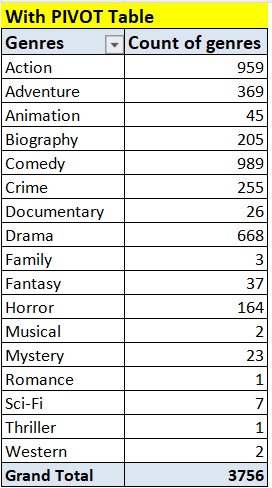 With PIVOT Table
Genres Count of genres
Action 959
Adventure 369
Animation 45
Biography 205
Comedy 989
Crime 255
Documentary 26
Drama 668
Family 3
Fantasy 37
Horror 164
Musical 2
Mystery 23
Romance 1
Sci-Fi 7
Thriller 1
Western 2
Grand Total 3756